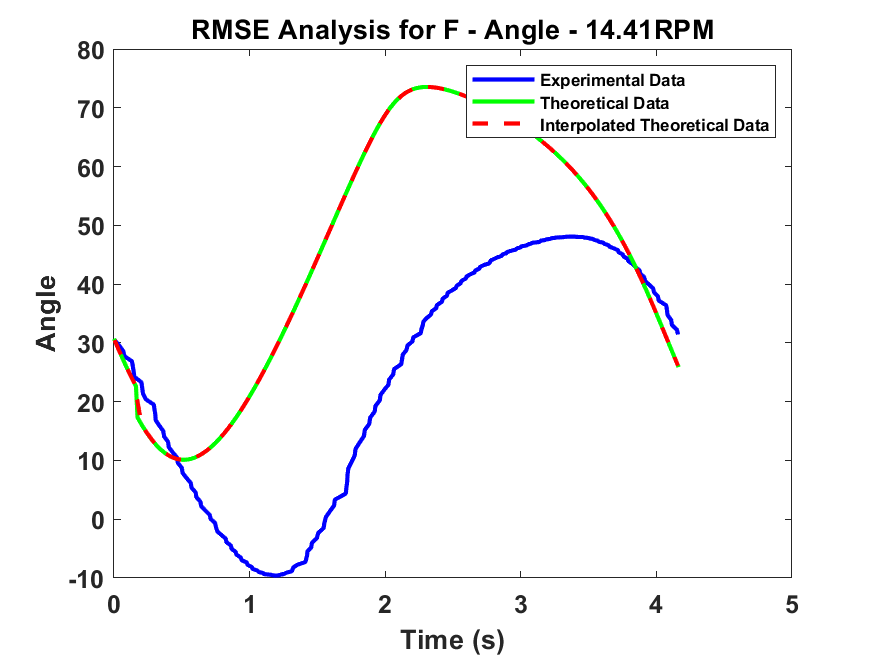 RMSE Analysis for F - Angle - 14.41RPM
Experimental Data
Theoretical Data
Interpolated Theoretical Data
80
70
60
50
40
30
20
10
0
-10
Angle
0 1 2 3 4 5
Time (s)